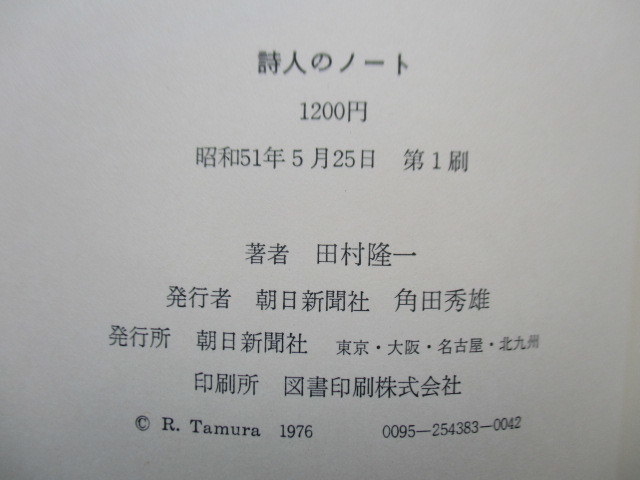 詩人のノート
1200円
昭和51年5月25日　第1刷
著者　田村隆一
発行者　朝日新聞社　角田秀雄
発行所　朝日新聞社　東京・大阪・名古屋・北九州
印刷所　図書印刷株式会社
© R. Tamura 1976　0095—254383—0042